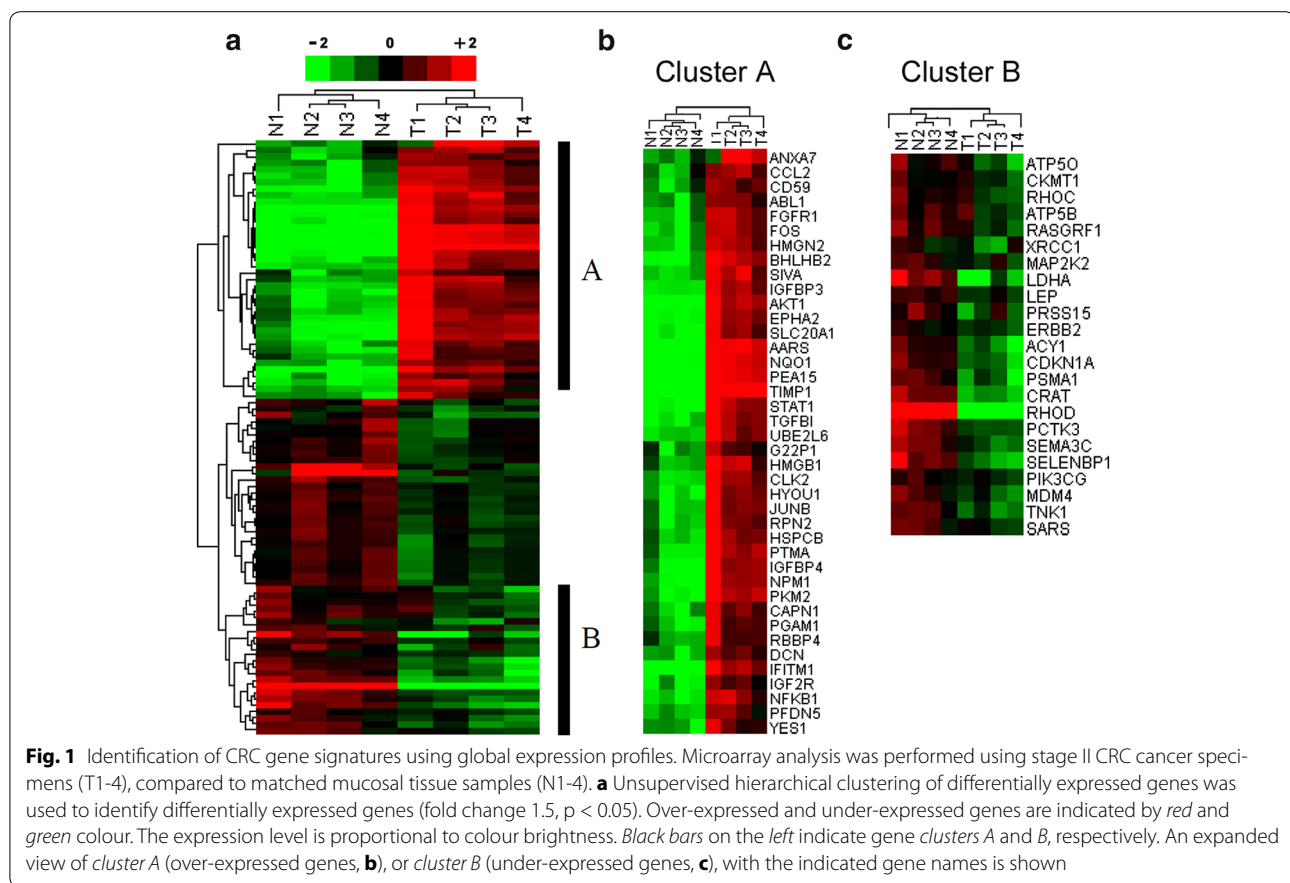 a
-2 0 +2
N1 N2 N3 N4 T1 T2 T3 T4
A
B
b
Cluster A
N1 N2 N3 N4 T1 T2 T3 T4
ANXA7
CCL2
CD59
ABL1
FGFR1
FOS
HMGN2
BHLHB2
SIVA
IGFBP3
AKT1
EPHA2
SLC20A1
AARS
NQO1
PEA15
TIMP1
STAT1
TGFBI
UBE2L6
G22P1
HMGB1
CLK2
HYOU1
JUNB
RPN2
HSPCB
PTMA
IGFBP4
NPM1
PKM2
CAPN1
PGAM1
RBBP4
DCN
IFITM1
IGF2R
NFKB1
PFDN5
YES1
c
Cluster B
N1 N2 N3 N4 T1 T2 T3 T4
ATP5O
CKMT1
RHOC
ATP5B
RASGRF1
XRCC1
MAP2K2
LDHA
LEP
PRSS15
ERBB2
ACY1
CDKN1A
PSMA1
CRAT
RHOD
PCTK3
SEMA3C
SELENBP1
PIK3CG
MDM4
TNK1
SARS
Fig. 1 Identification of CRC gene signatures using global expression profiles. Microarray analysis was performed using stage II CRC cancer speci-
mens (T1-4), compared to matched mucosal tissue samples (N1-4). a Unsupervised hierarchical clustering of differentially expressed genes was
used to identify differentially expressed genes (fold change 1.5, p < 0.05). Over-expressed and under-expressed genes are indicated by red and
green colour. The expression level is proportional to colour brightness. Black bars on the left indicate gene clusters A and B, respectively. An expanded
view of cluster A (over-expressed genes, b), or cluster B (under-expressed genes, c), with the indicated gene names is shown